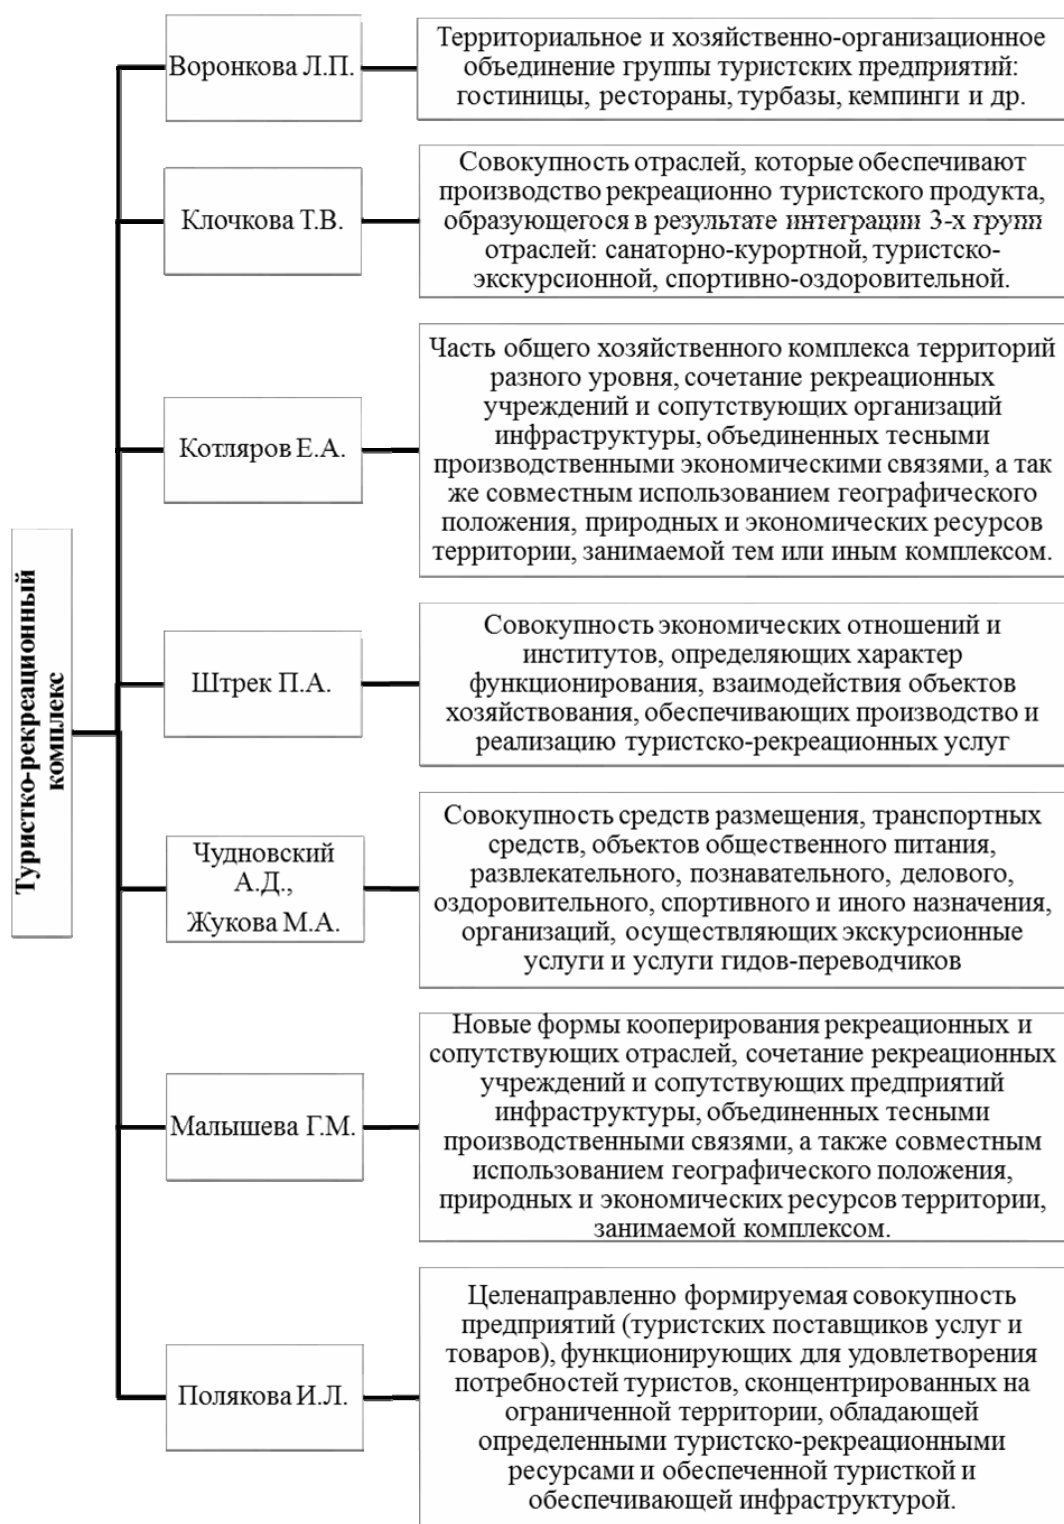 Туристко-рекреационный
комплекс
Воронкова Л.П.
Территориальное и хозяйственно-организационное
объединение группы туристских предприятий:
гостиницы, рестораны, турбазы, кемпинги и др.
Клочкова Т.В.
Совокупность отраслей, которые обеспечивают
производство рекреационно туристского продукта,
образующегося в результате интеграции 3-х групп
отраслей: санаторно-курортной, туристско-
экскурсионной, спортивно-оздоровительной.
Котляров Е.А.
Часть общего хозяйственного комплекса территорий
разного уровня, сочетание рекреационных
учреждений и сопутствующих организаций
инфраструктуры, объединенных тесными
производственными экономическими связями, а так
же совместным использованием географического
положения, природных и экономических ресурсов
территории, занимаемой тем или иным комплексом.
Штрек П.А.
Совокупность экономических отношений и
институтов, определяющих характер
функционирования, взаимодействия объектов
хозяйствования, обеспечивающих производство и
реализацию туристско-рекреационных услуг
Чудновский
А.Д.,
Жукова М.А.
Совокупность средств размещения, транспортных
средств, объектов общественного питания,
развлекательного, познавательного, делового,
оздоровительного, спортивного и иного назначения,
организаций, осуществляющих экскурсионные
услуги и услуги гидов-переводчиков
Малышева Г.М.
Новые формы кооперирования рекреационных и
сопутствующих отраслей, сочетание рекреационных
учреждений и сопутствующих предприятий
инфраструктуры, объединенных тесными
производственными связями, а также совместным
использованием географического положения,
природных и экономических ресурсов территории,
занимаемой комплексом.
Полякова И.Л.
Целенаправленно формируемая совокупность
предприятий (туристских поставщиков услуг и
товаров), функционирующих для удовлетворения
потребностей туристов, сконцентрированных на
ограниченной территории, обладающей
определенными туристско-рекреационными
ресурсами и обеспеченной туристкой и
обеспечивающей инфраструктурой.